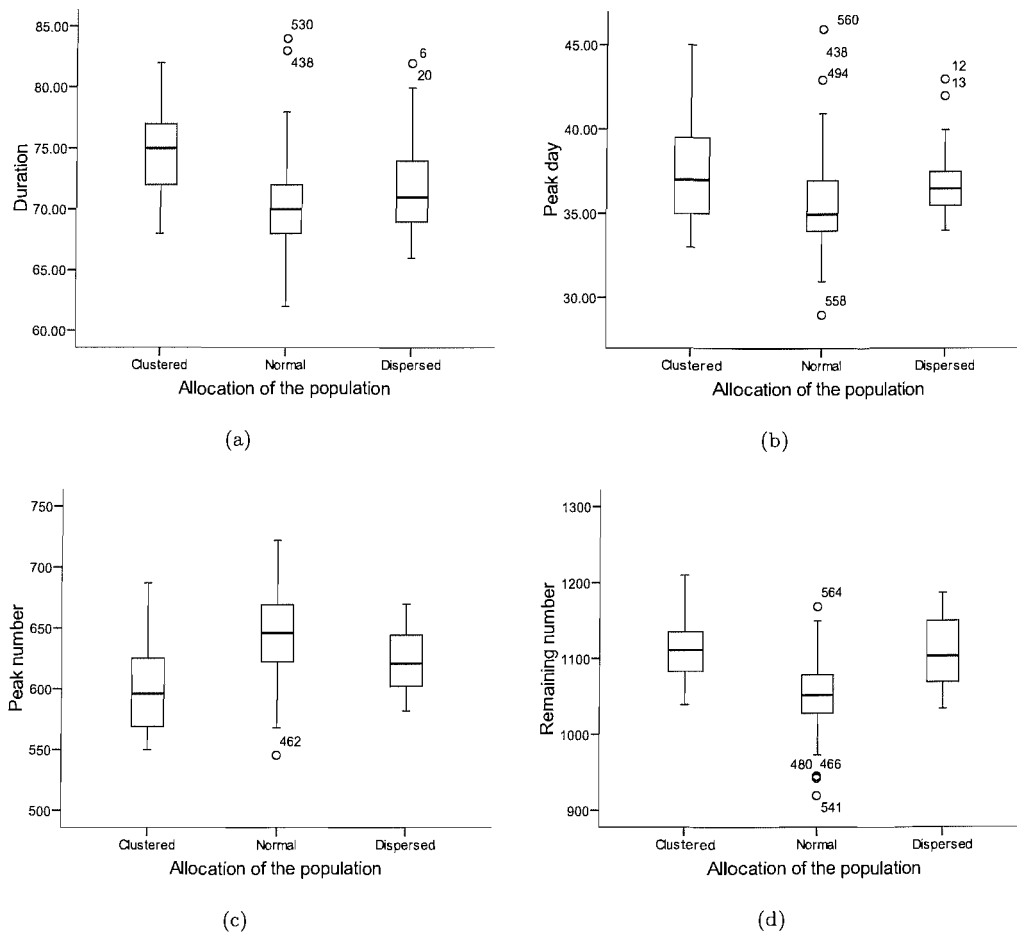 85.00
80.00
75.00
70.00
65.00
60.00
Duration
530
438
6
20
Clustered Normal Dispersed
Allocation of the population
(a)
45.00
40.00
35.00
30.00
Peak day
560
438
494
12
13
558
Clustered Normal Dispersed
Allocation of the population
(b)
750
700
650
600
550
500
Peak number
462
Clustered Normal Dispersed
Allocation of the population
(c)
1300
1200
1100
1000
900
Remaining number
564
480 466
541
Clustered Normal Dispersed
Allocation of the population
(d)